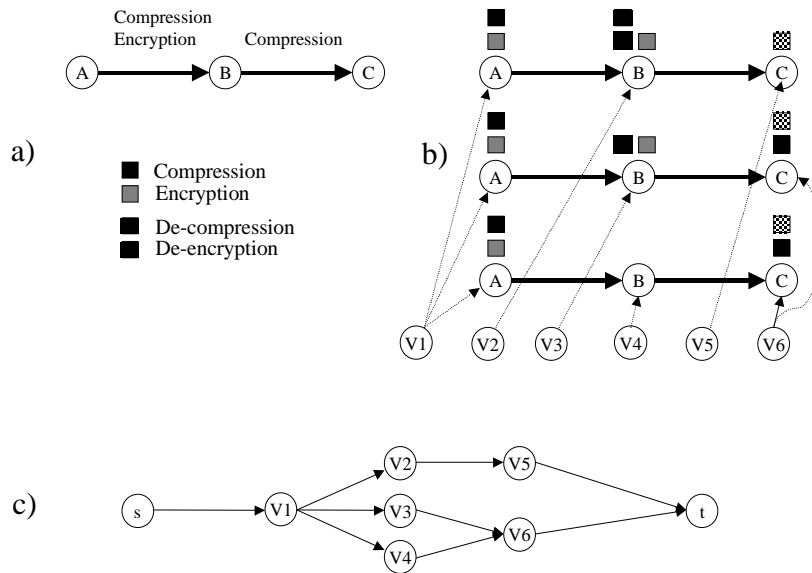 Compression
Encryption
Compression
A
B
C
a)
Compression
Encryption
De-compression
De-encryption
b)
A
B
C
A
B
C
A
B
C
V1
V2
V3
V4
V5
V6
c)
s
V1
V2
V5
V3
V6
V4
t